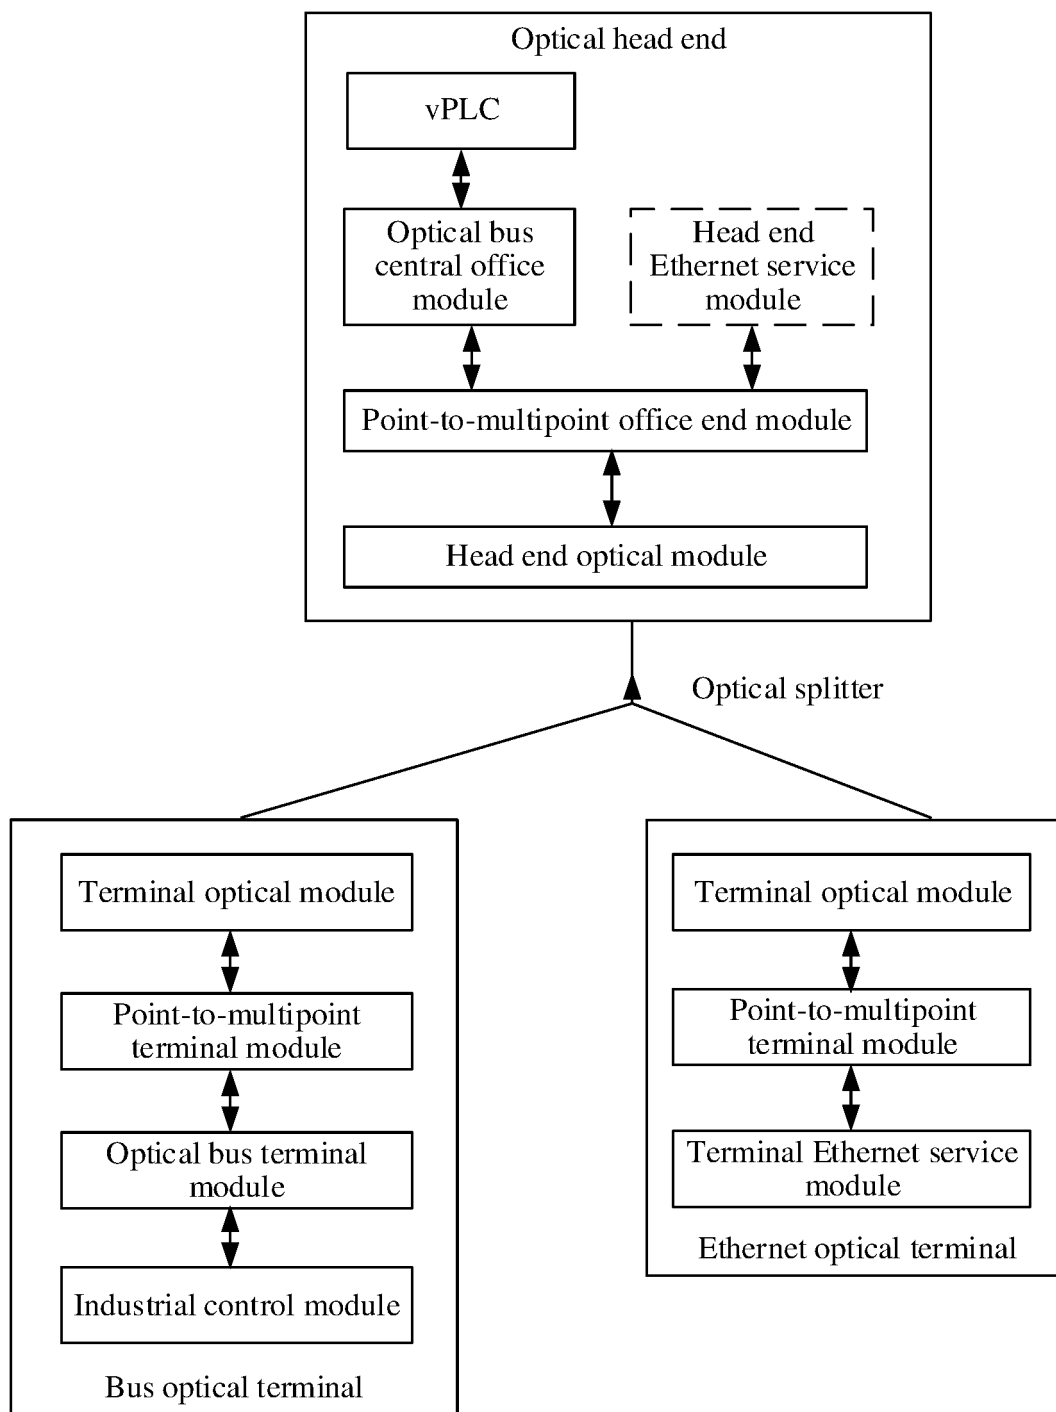 Optical head end
vPLC
Optical bus
central office
module
Head end
Ethernet service
module
Point-to-multipoint office end module
Head end optical module
Optical splitter
Terminal optical module
Point-to-multipoint
terminal module
Optical bus terminal
module
Industrial control module
Bus optical terminal
Terminal optical module
Point-to-multipoint
terminal module
Terminal Ethernet service
module
Ethernet optical terminal